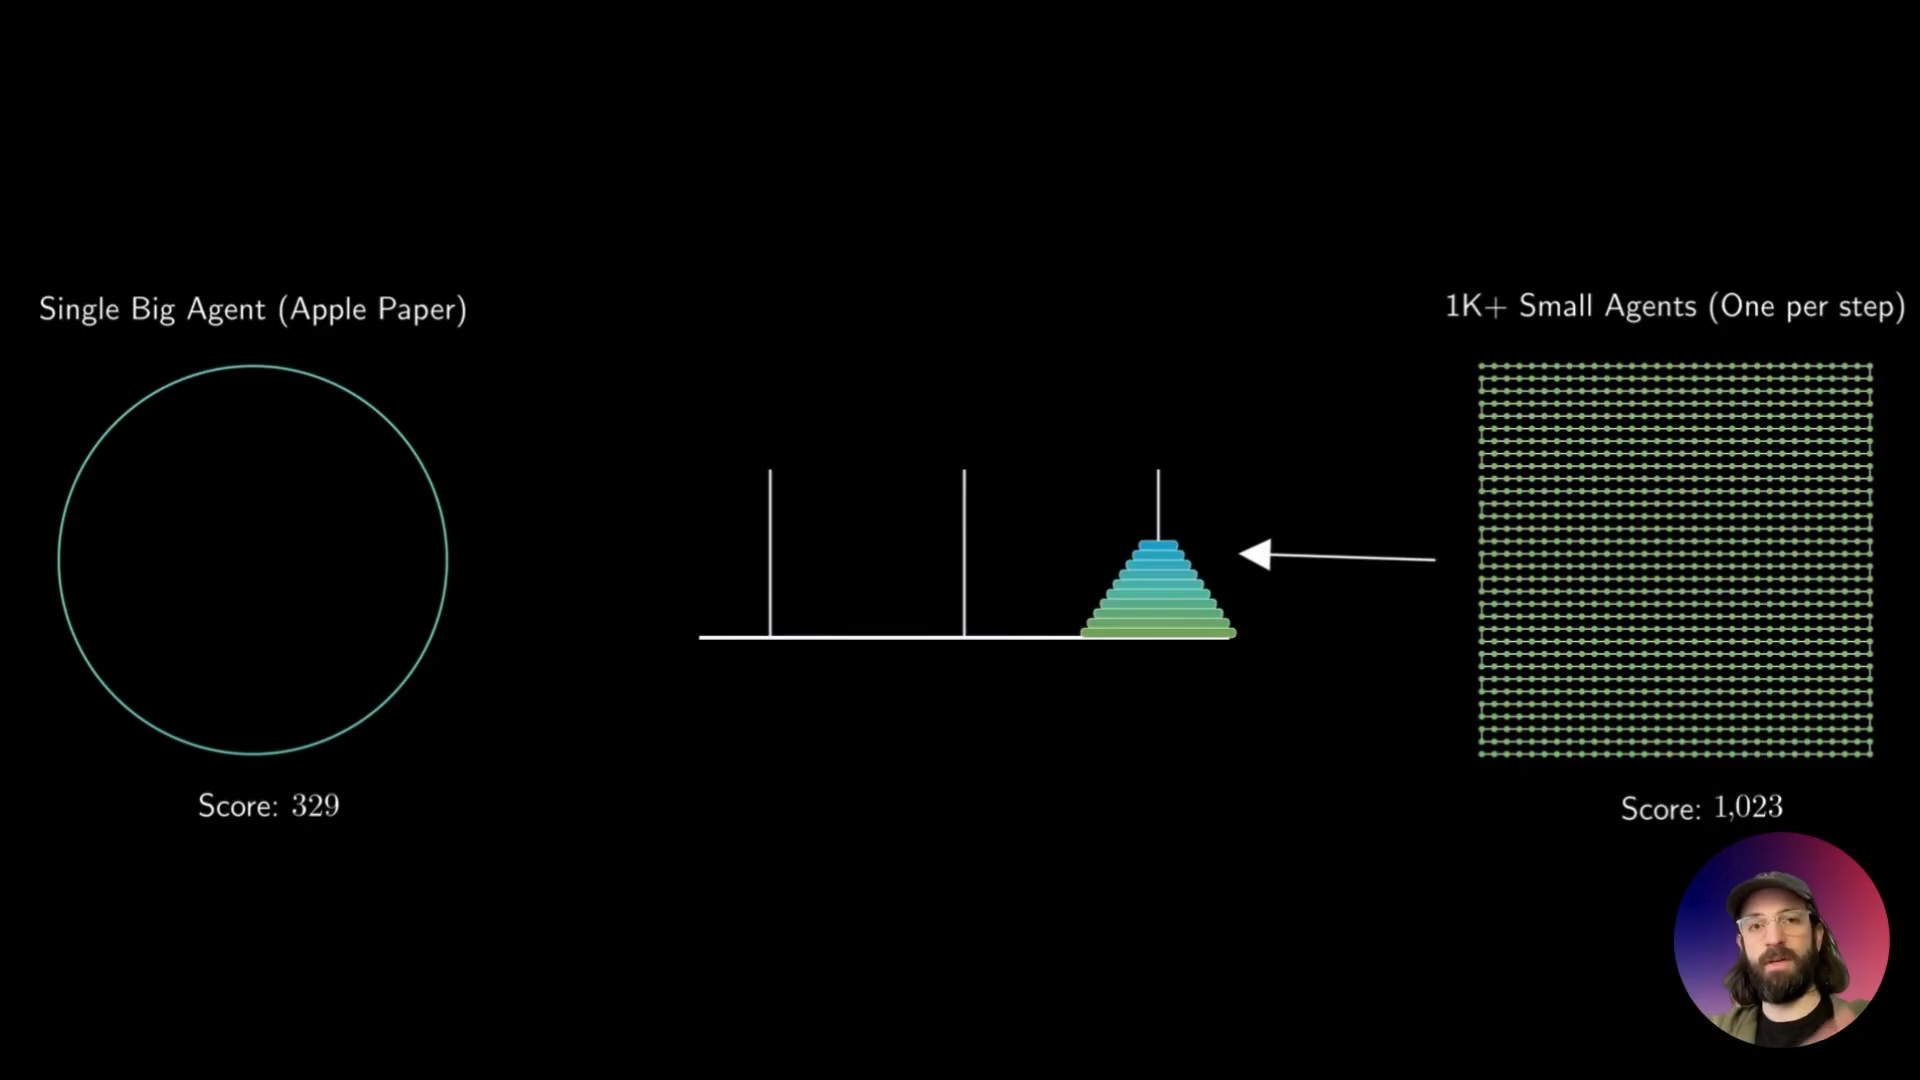 Single Big Agent (Apple Paper)
Score: 329
1K+ Small Agents (One per step)
Score: 1,023